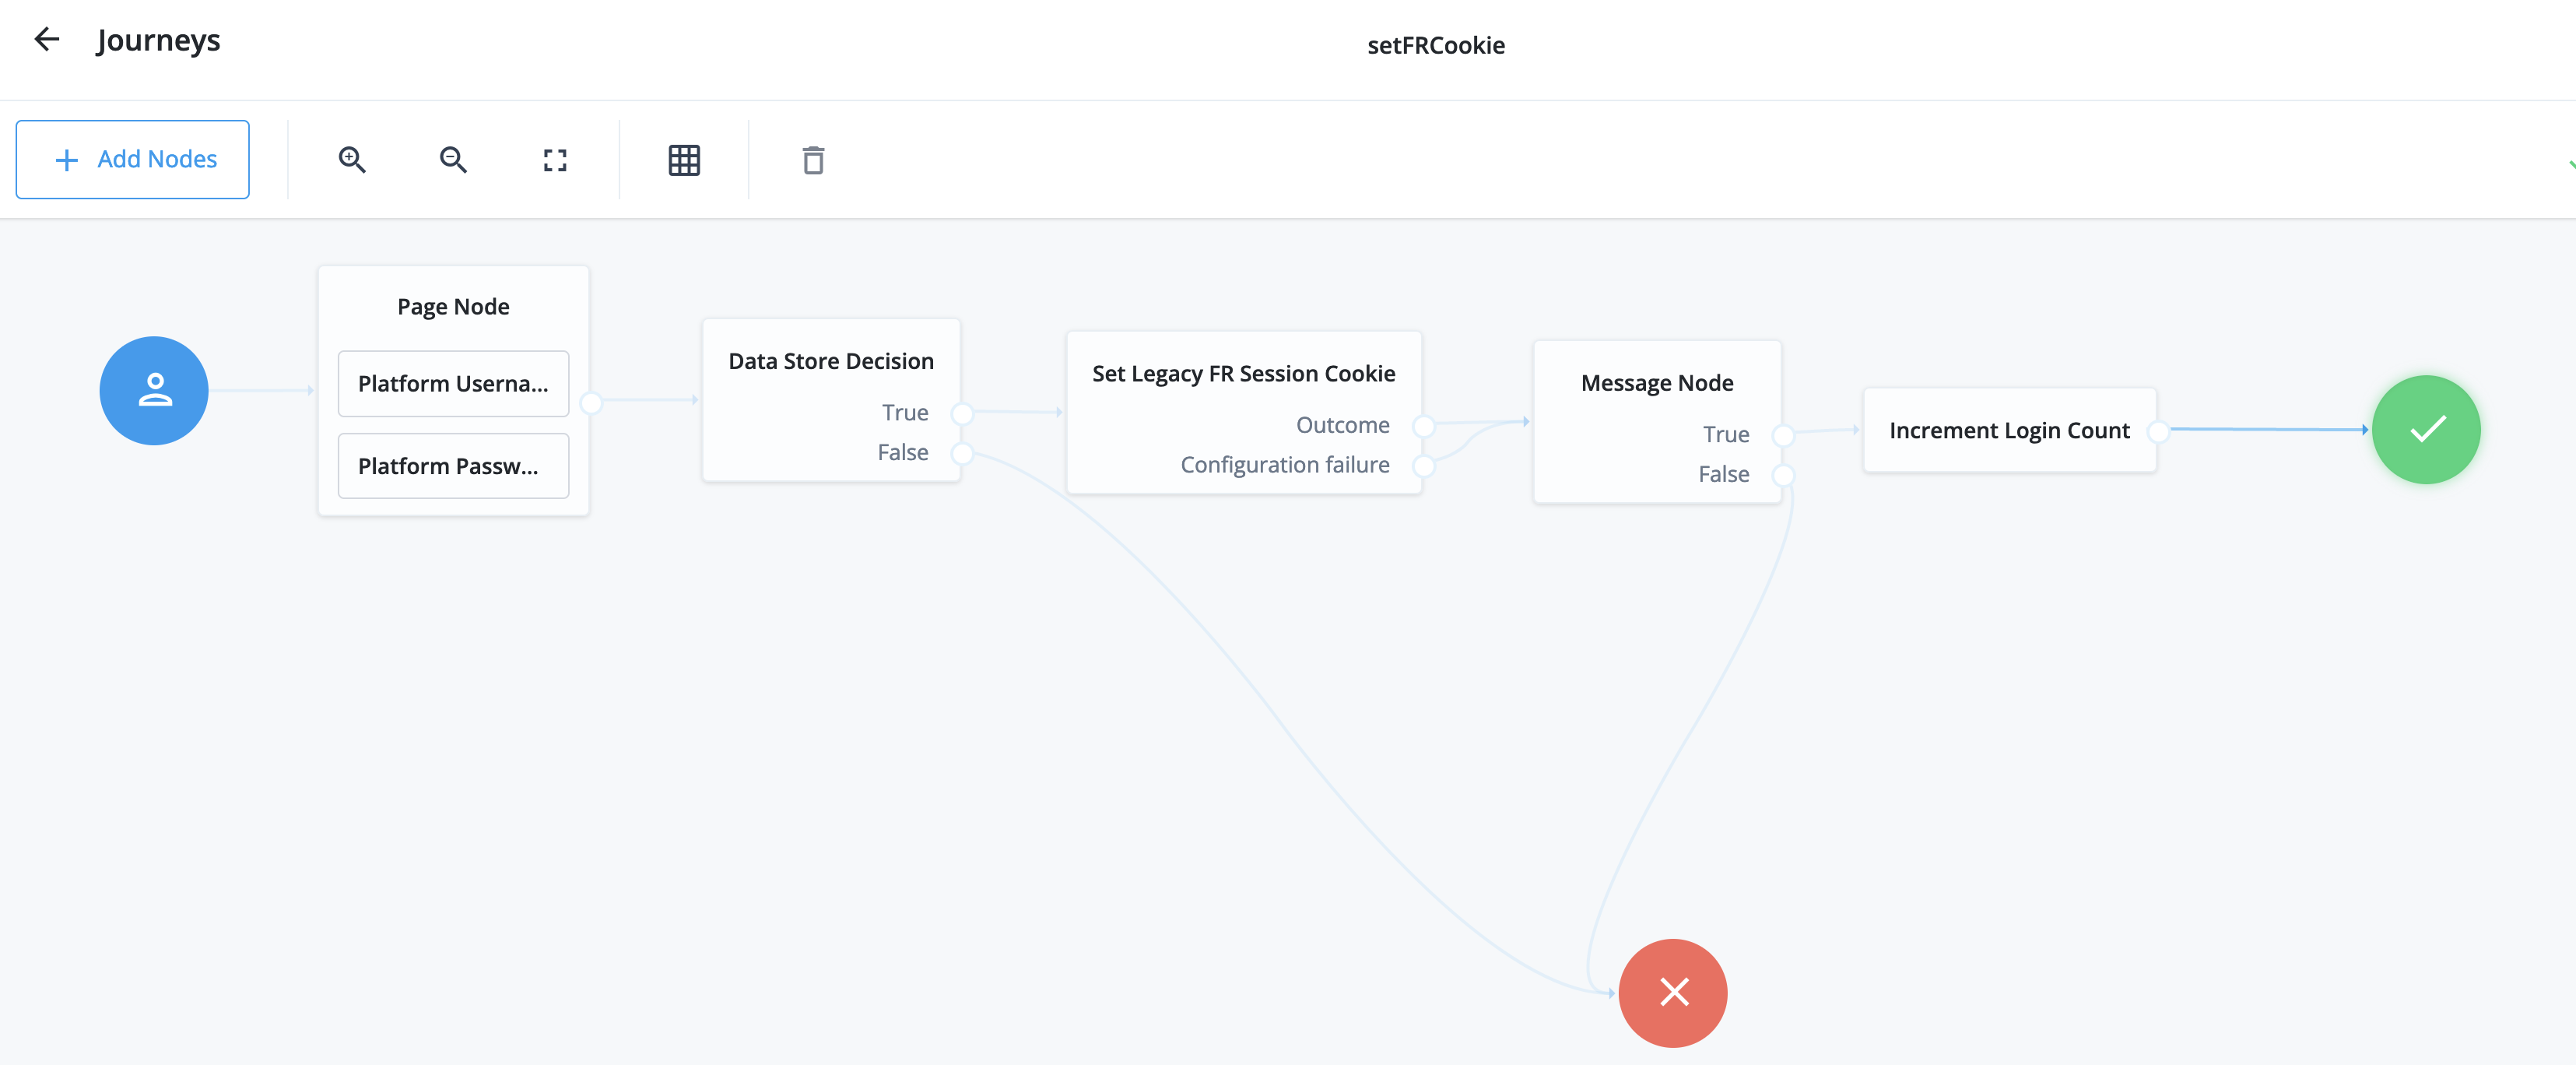 Journeys
setFRCookie
Add Nodes
Page Node
Platform Userna...
Platform Passw...
Data Store Decision
True
False
Set Legacy FR Session Cookie
Outcome
Configuration failure
Message Node
True
False
Increment Login Count